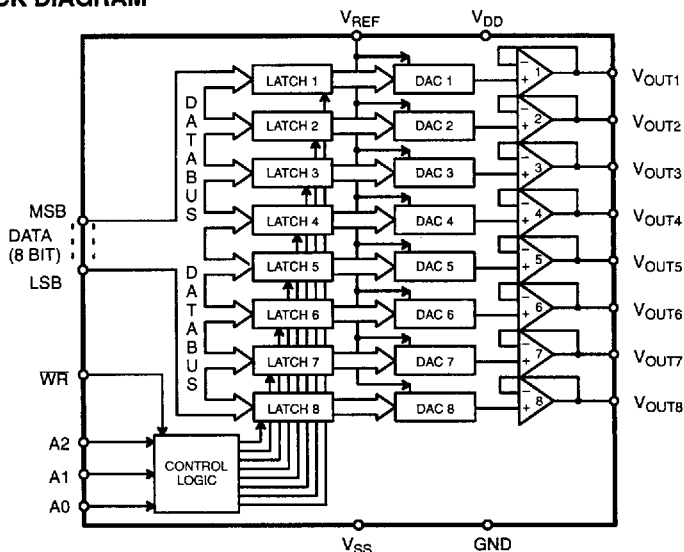 CK DIAGRAM
VREF
VDD
LATCH 1
DAC 1
- + 1
VOUT1
LATCH 2
DAC 2
- + 2
VOUT2
LATCH 3
DAC 3
- + 3
VOUT3
LATCH 4
DAC 4
- + 4
VOUT4
LATCH 5
DAC 5
- + 5
VOUT5
LATCH 6
DAC 6
- + 6
VOUT6
LATCH 7
DAC 7
- + 7
VOUT7
LATCH 8
DAC 8
- + 8
VOUT8
DATABUS
DATABUS
MSB
DATA
(8 BIT)
LSB
WR
A2
A1
A0
CONTROL
LOGIC
VSS
GND